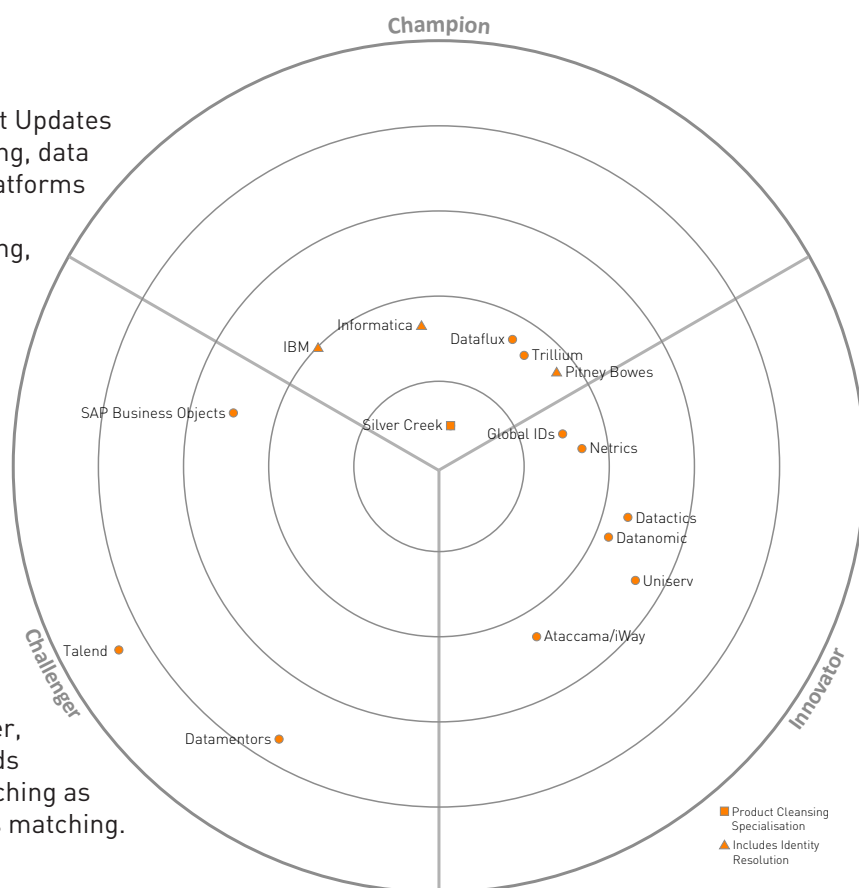 Champion
t Updates
ng, data
atforms
ng,
Informatica
IBM
Dataflux
Trillium
Pitney Bowes
SAP Business Objects
Silver Creek
Global IDs
Netrics
Datactics
Datanomic
Uniserv
Ataccama/iWay
Talend
Challenger
Innovator
Datamentors
er,
ds
ching as
s matching.
Product Cleansing
Specialisation
Includes Identity
Resolution